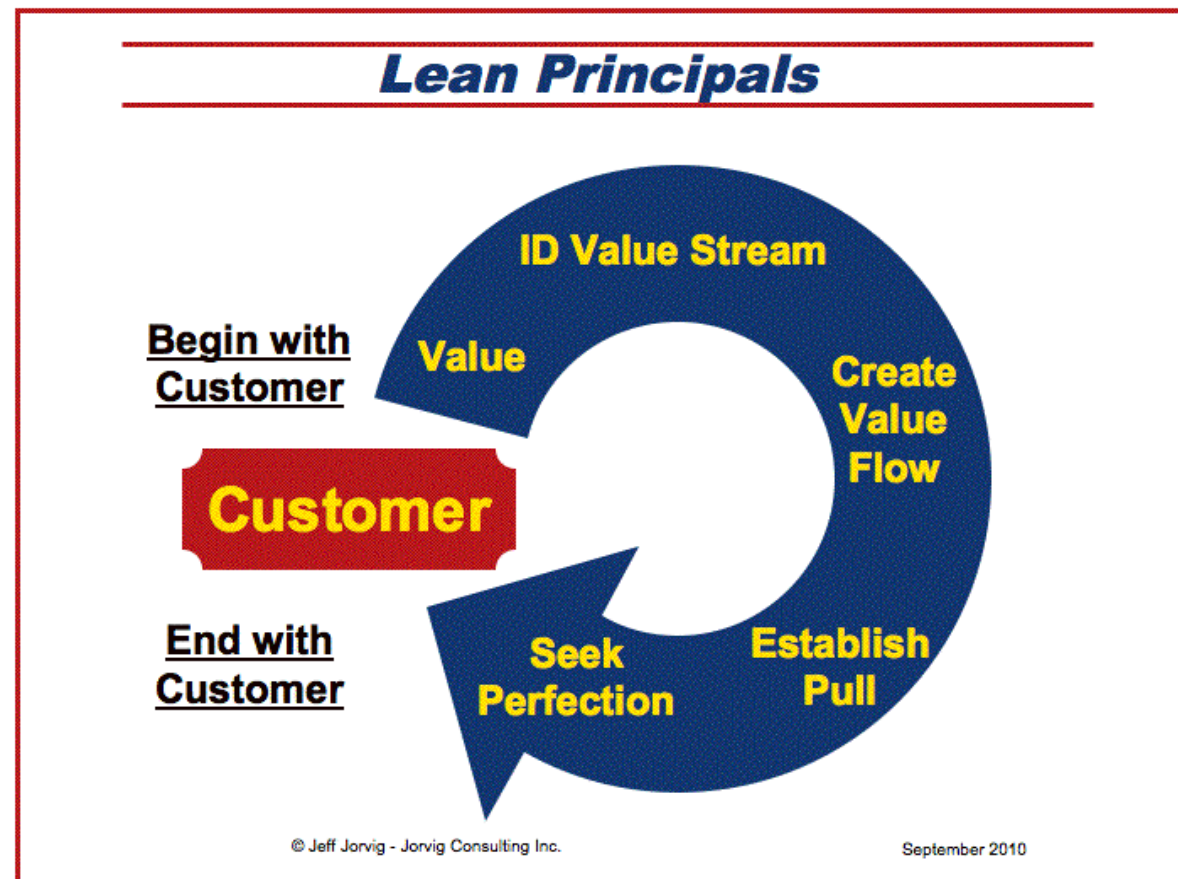 Lean Principals
ID Value Stream
Begin with
Customer
Value
Create
Value
Flow
Customer
End with
Customer
Seek
Perfection
Establish
Pull
© Jeff Jorvig - Jorvig Consulting Inc.
September 2010